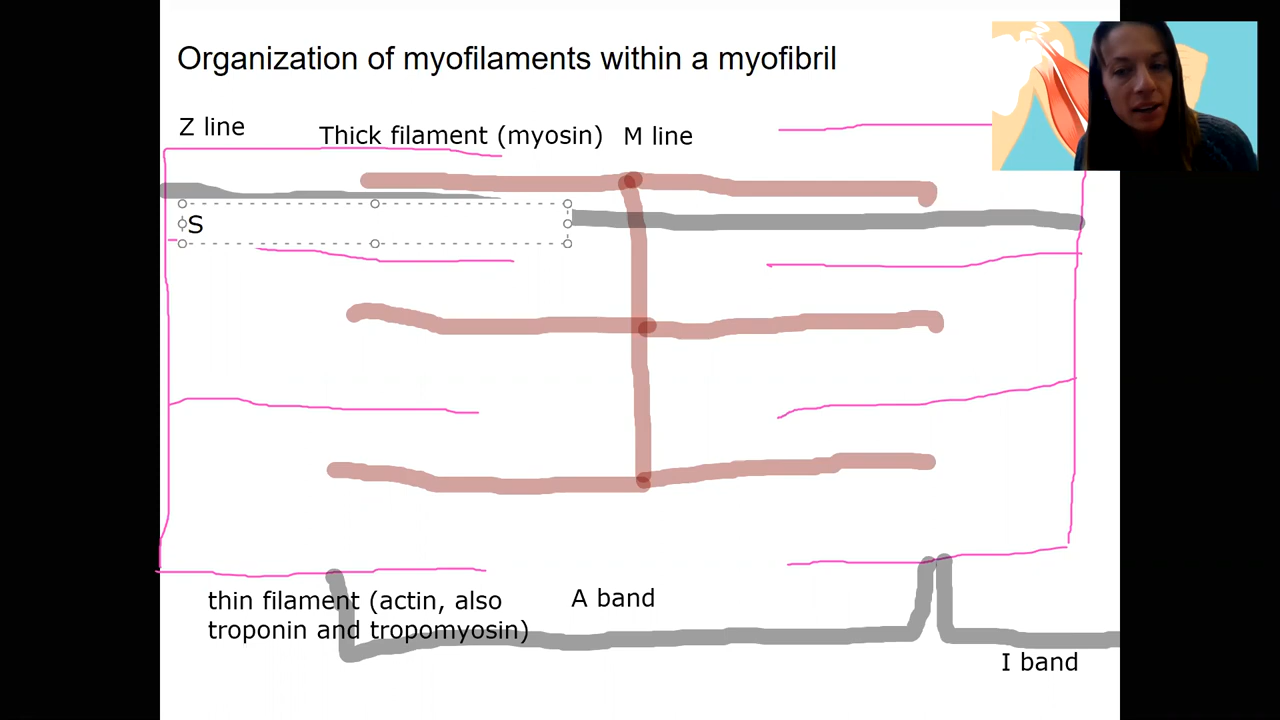 Organization of myofilaments within a myofibril
Z line
Thick filament (myosin)
M line
S
thin filament (actin, also
troponin and tropomyosin)
A band
I band